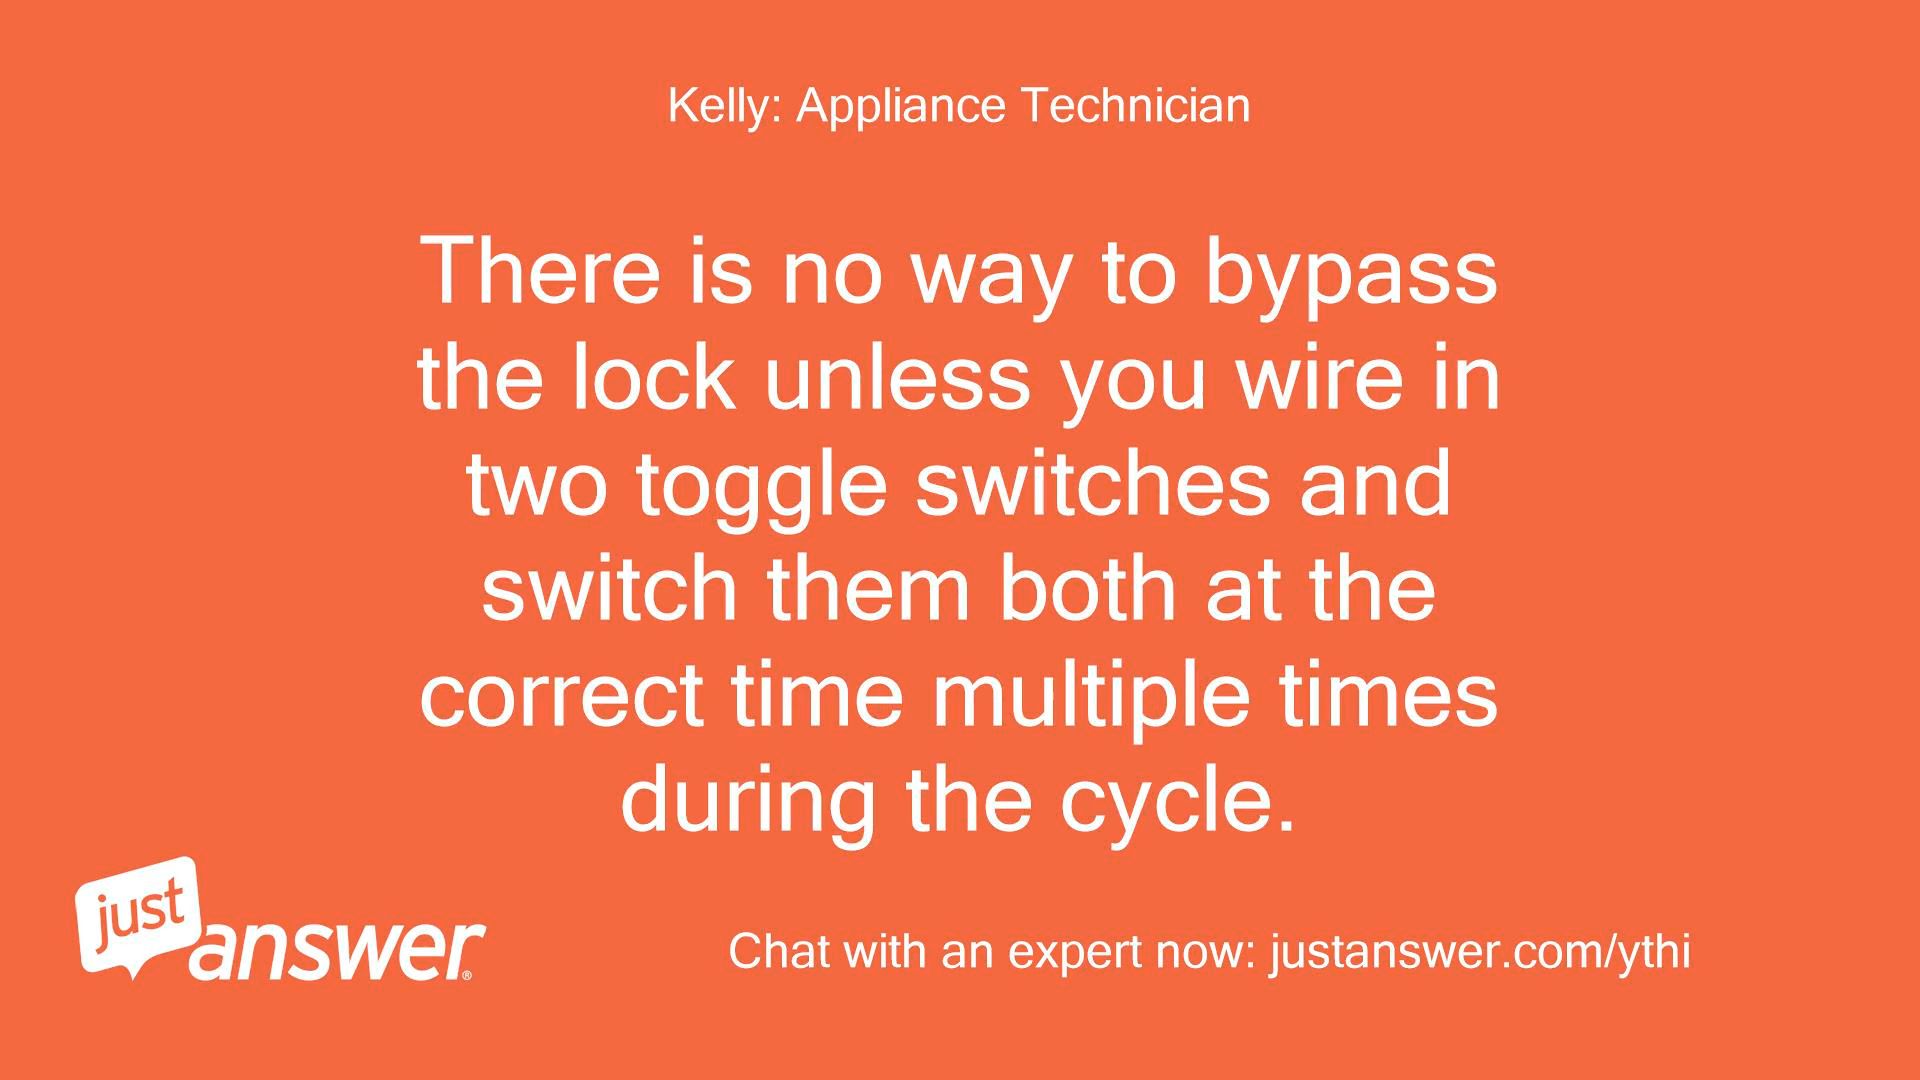 Kelly: Appliance Technician
There is no way to bypass
the lock unless you wire in
two toggle switches and
switch them both at the
correct time multiple times
during the cycle.
just
answer®
Chat with an expert now: justanswer.com/ythi